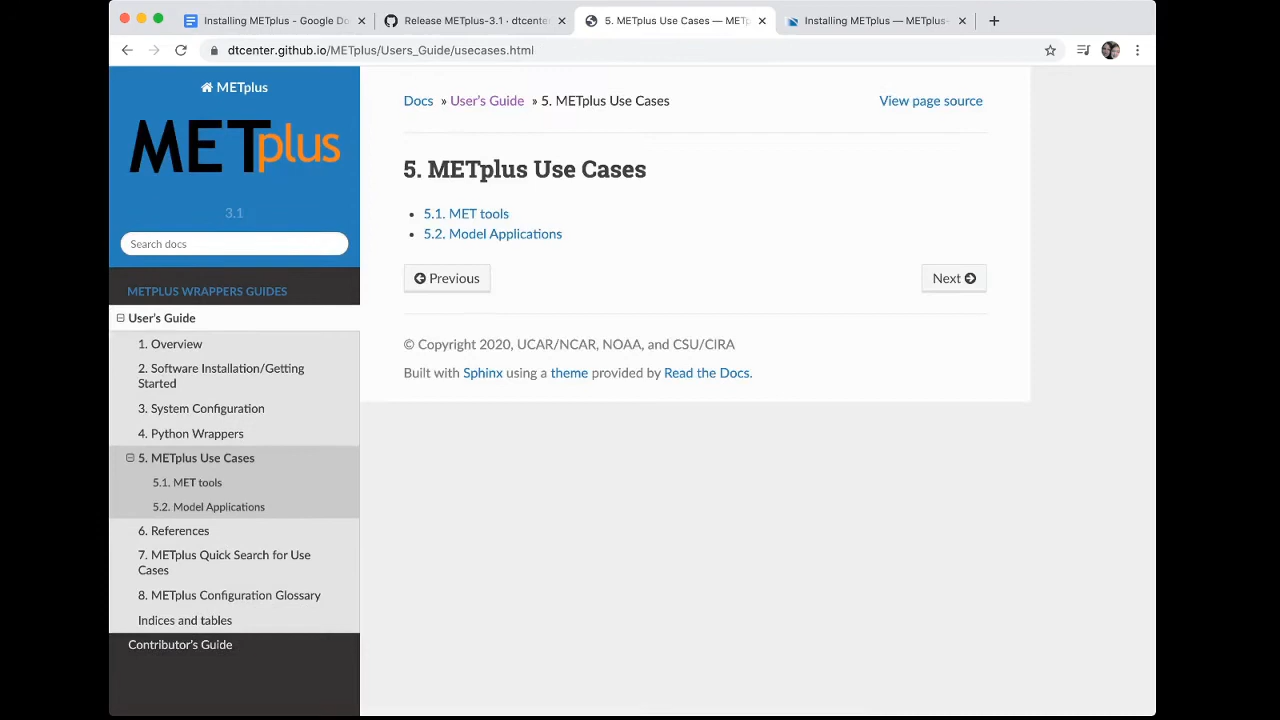 Installing METplus - Google Do
Release METplus-3.1 · dtcenter
5. METplus Use Cases — METp
Installing METplus — METplus-
dtcenter.github.io/METplus/Users_Guide/usecases.html
METplus
METplus
3.1
Search docs
METPLUS WRAPPERS GUIDES
User's Guide
1. Overview
2. Software Installation/Getting
Started
3. System Configuration
4. Python Wrappers
5. METplus Use Cases
5.1. MET tools
5.2. Model Applications
6. References
7. METplus Quick Search for Use
Cases
8. METplus Configuration Glossary
Indices and tables
Contributor's Guide
Docs » User's Guide » 5. METplus Use Cases
View page source
5. METplus Use Cases
5.1. MET tools
5.2. Model Applications
Previous
Next
© Copyright 2020, UCAR/NCAR, NOAA, and CSU/CIRA
Built with Sphinx using a theme provided by Read the Docs.